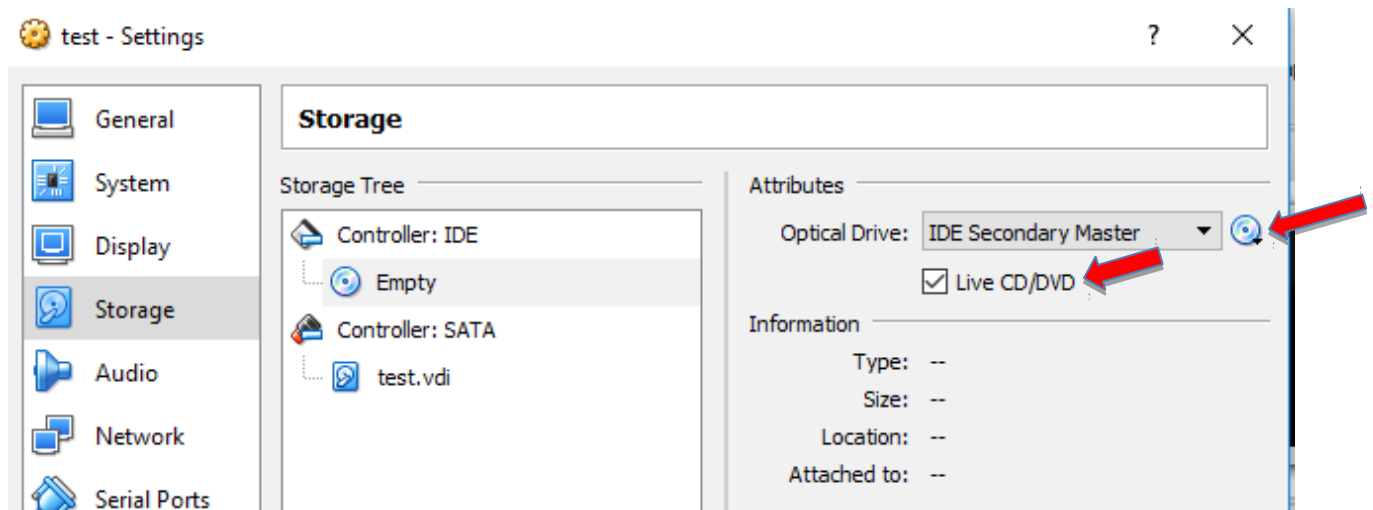 test - Settings
?
General
System
Display
Storage
Audio
Network
Serial Ports
Storage
Storage Tree
Controller: IDE
Empty
Controller: SATA
test.vdi
Attributes
Optical Drive: IDE Secondary Master
Live CD/DVD
Information
Type: --
Size: --
Location: --
Attached to: --